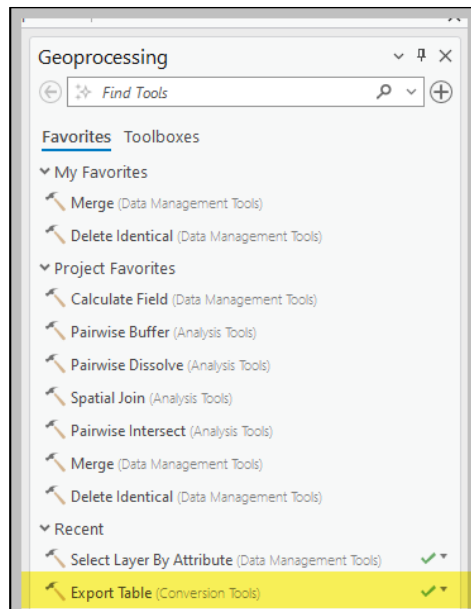 Geoprocessing
Find Tools
Favorites Toolboxes
My Favorites
Merge (Data Management Tools)
Delete Identical (Data Management Tools)
Project Favorites
Calculate Field (Data Management Tools)
Pairwise Buffer (Analysis Tools)
Pairwise Dissolve (Analysis Tools)
Spatial Join (Analysis Tools)
Pairwise Intersect (Analysis Tools)
Merge (Data Management Tools)
Delete Identical (Data Management Tools)
Recent
Select Layer By Attribute (Data Management Tools)
Export Table (Conversion Tools)